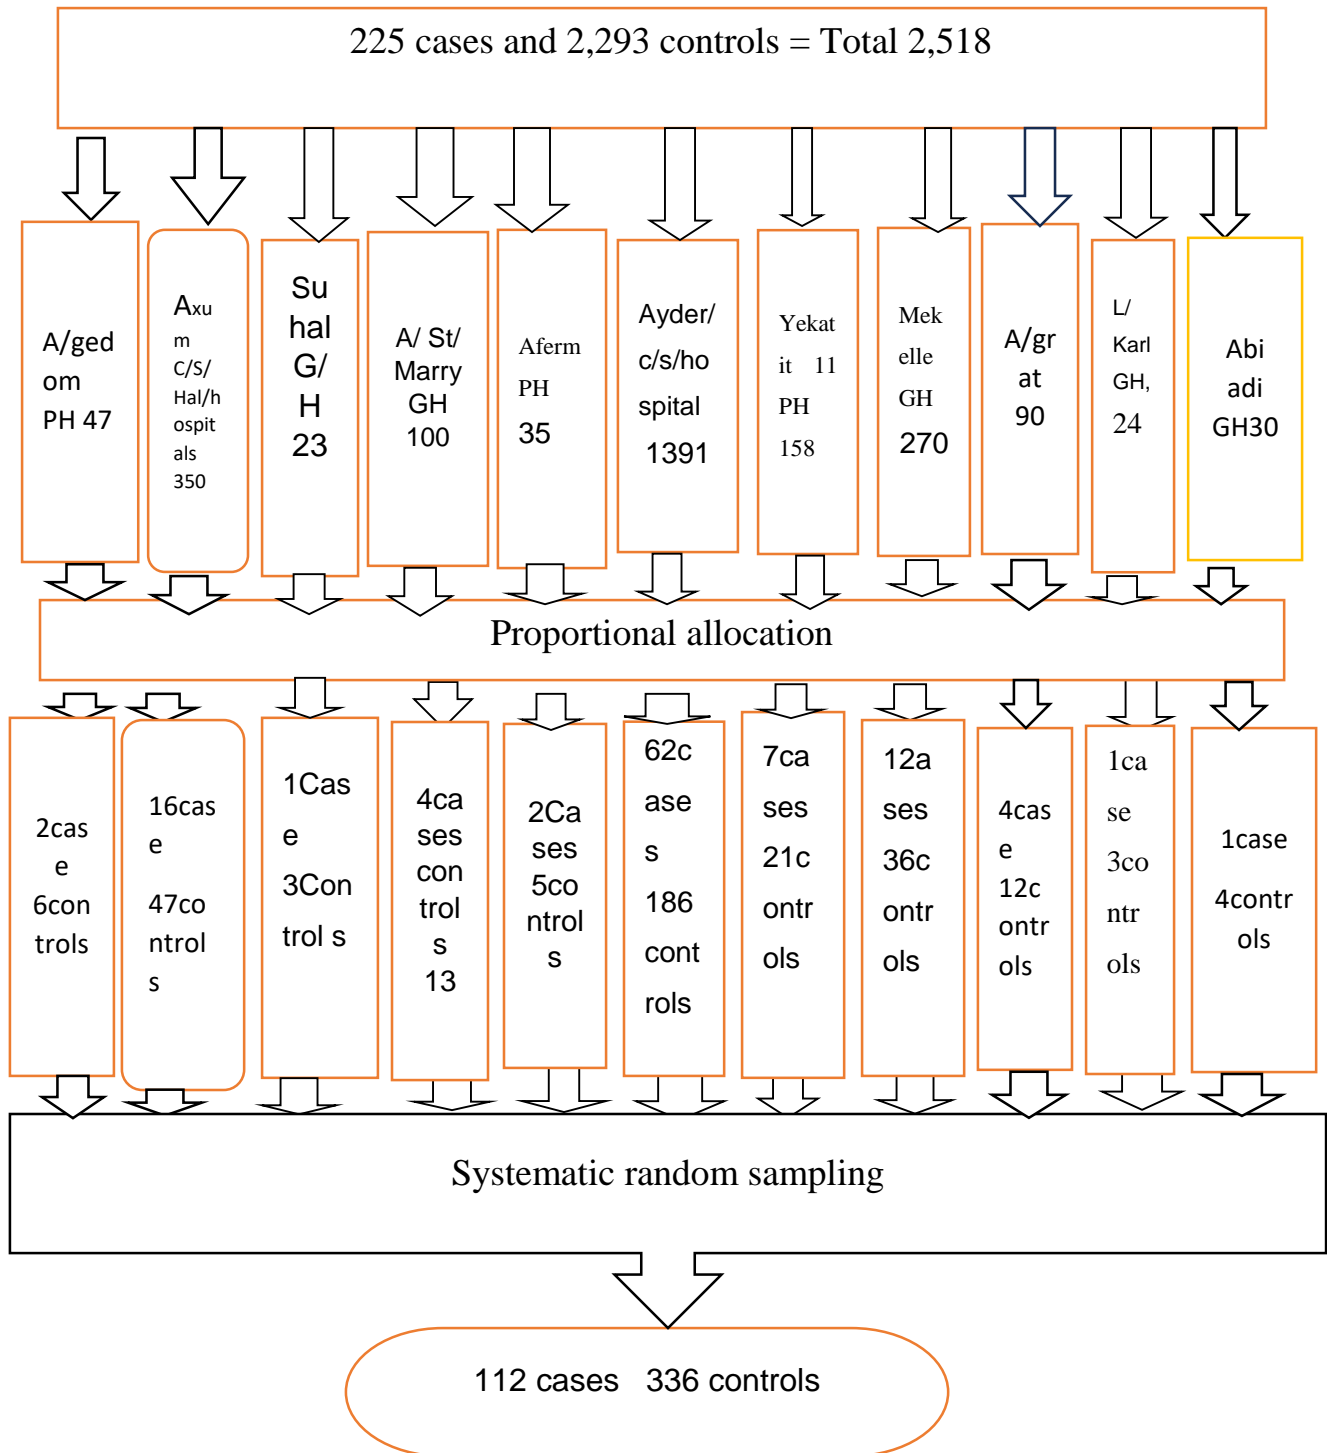 225 cases and 2,293 controls = Total 2,518
A/ged
om
PH 47
Axu
m
C/S/
Hal/h
ospit
als
350
Su
hal
G/
H
23
A/ St/
Marry
GH
100
Aferm
PH
35
Ayder/
c/s/ho
spital
1391
Yekat
it 11
PH
158
Mek
elle
GH
270
A/gr
at
90
L/
Karl
GH,
24
Abi
adi
GH30
Proportional allocation
2cas
e
6con
trols
16cas
e
47co
ntrol
s
1Cas
e
3Con
trol s
4ca
ses
con
trol
s
13
2Ca
ses
5co
ntrol
s
62c
ase
s
186
cont
rols
7ca
ses
21c
ontr
ols
12a
ses
36c
ontr
ols
4cas
e
12c
ontr
ols
1ca
se
3co
ntr
ols
1case
4contr
ols
Systematic random sampling
112 cases 336 controls